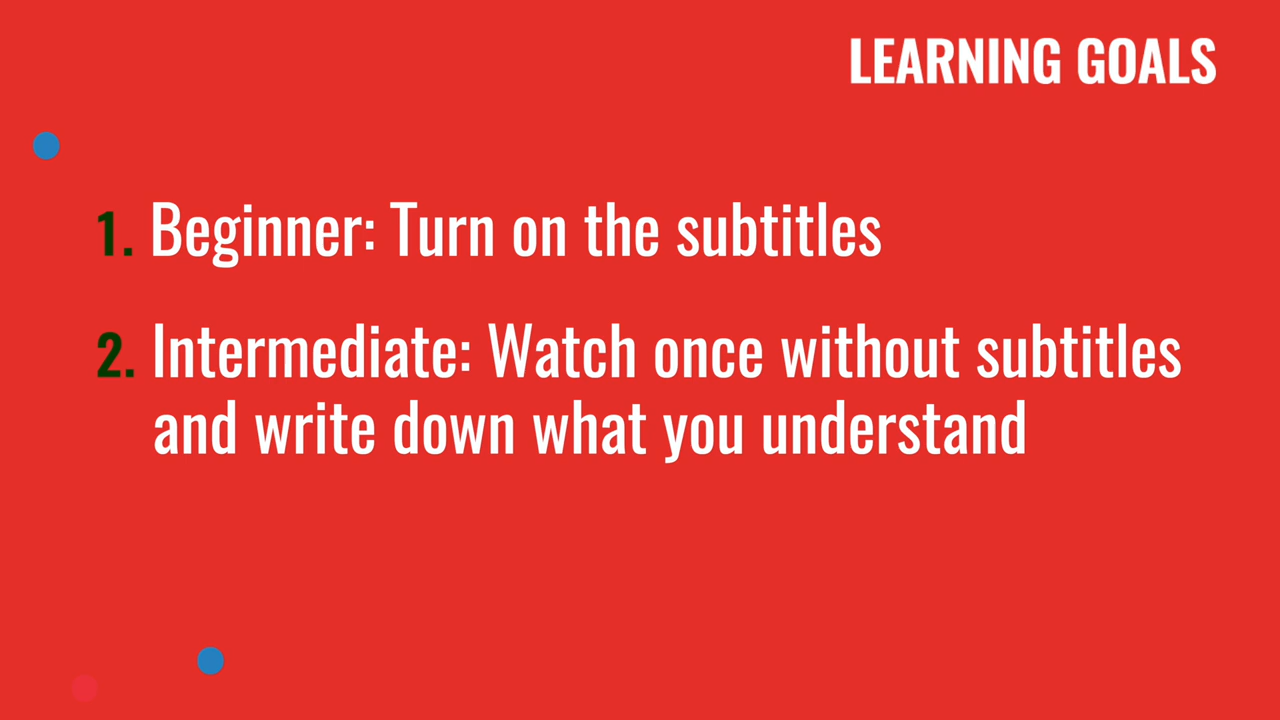 LEARNING GOALS
1. Beginner: Turn on the subtitles
2. Intermediate: Watch once without subtitles
and write down what you understand